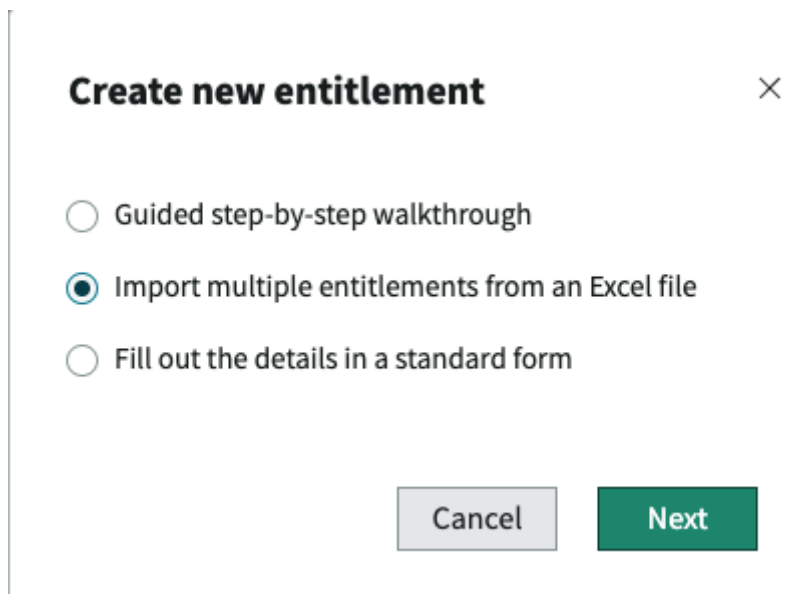 Create new entitlement
Guided step-by-step walkthrough
Import multiple entitlements from an Excel file
Fill out the details in a standard form
Cancel
Next